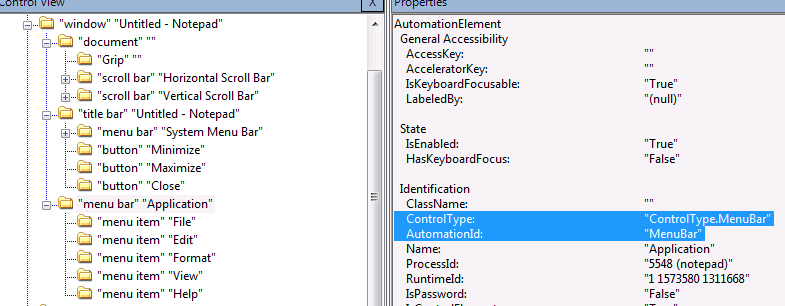 Control View
X
"window" "Untitled - Notepad"
"document" ""
"Grip" ""
"scroll bar" "Horizontal Scroll Bar"
"scroll bar" "Vertical Scroll Bar"
"title bar" "Untitled - Notepad"
"menu bar" "System Menu Bar"
"button" "Minimize"
"button" "Maximize"
"button" "Close"
"menu bar" "Application"
"menu item" "File"
"menu item" "Edit"
"menu item" "Format"
"menu item" "View"
"menu item" "Help"
Properties
AutomationElement
General Accessibility
AccessKey: ""
AcceleratorKey: ""
IsKeyboardFocusable: "True"
LabeledBy: "(null)"
State
IsEnabled: "True"
HasKeyboardFocus: "False"
Identification
ClassName: ""
ControlType: "ControlType.MenuBar"
AutomationId: "MenuBar"
Name: "Application"
ProcessId: "5548 (notepad)"
RuntimeId: "1 1573580 1311668"
IsPassword: "False"